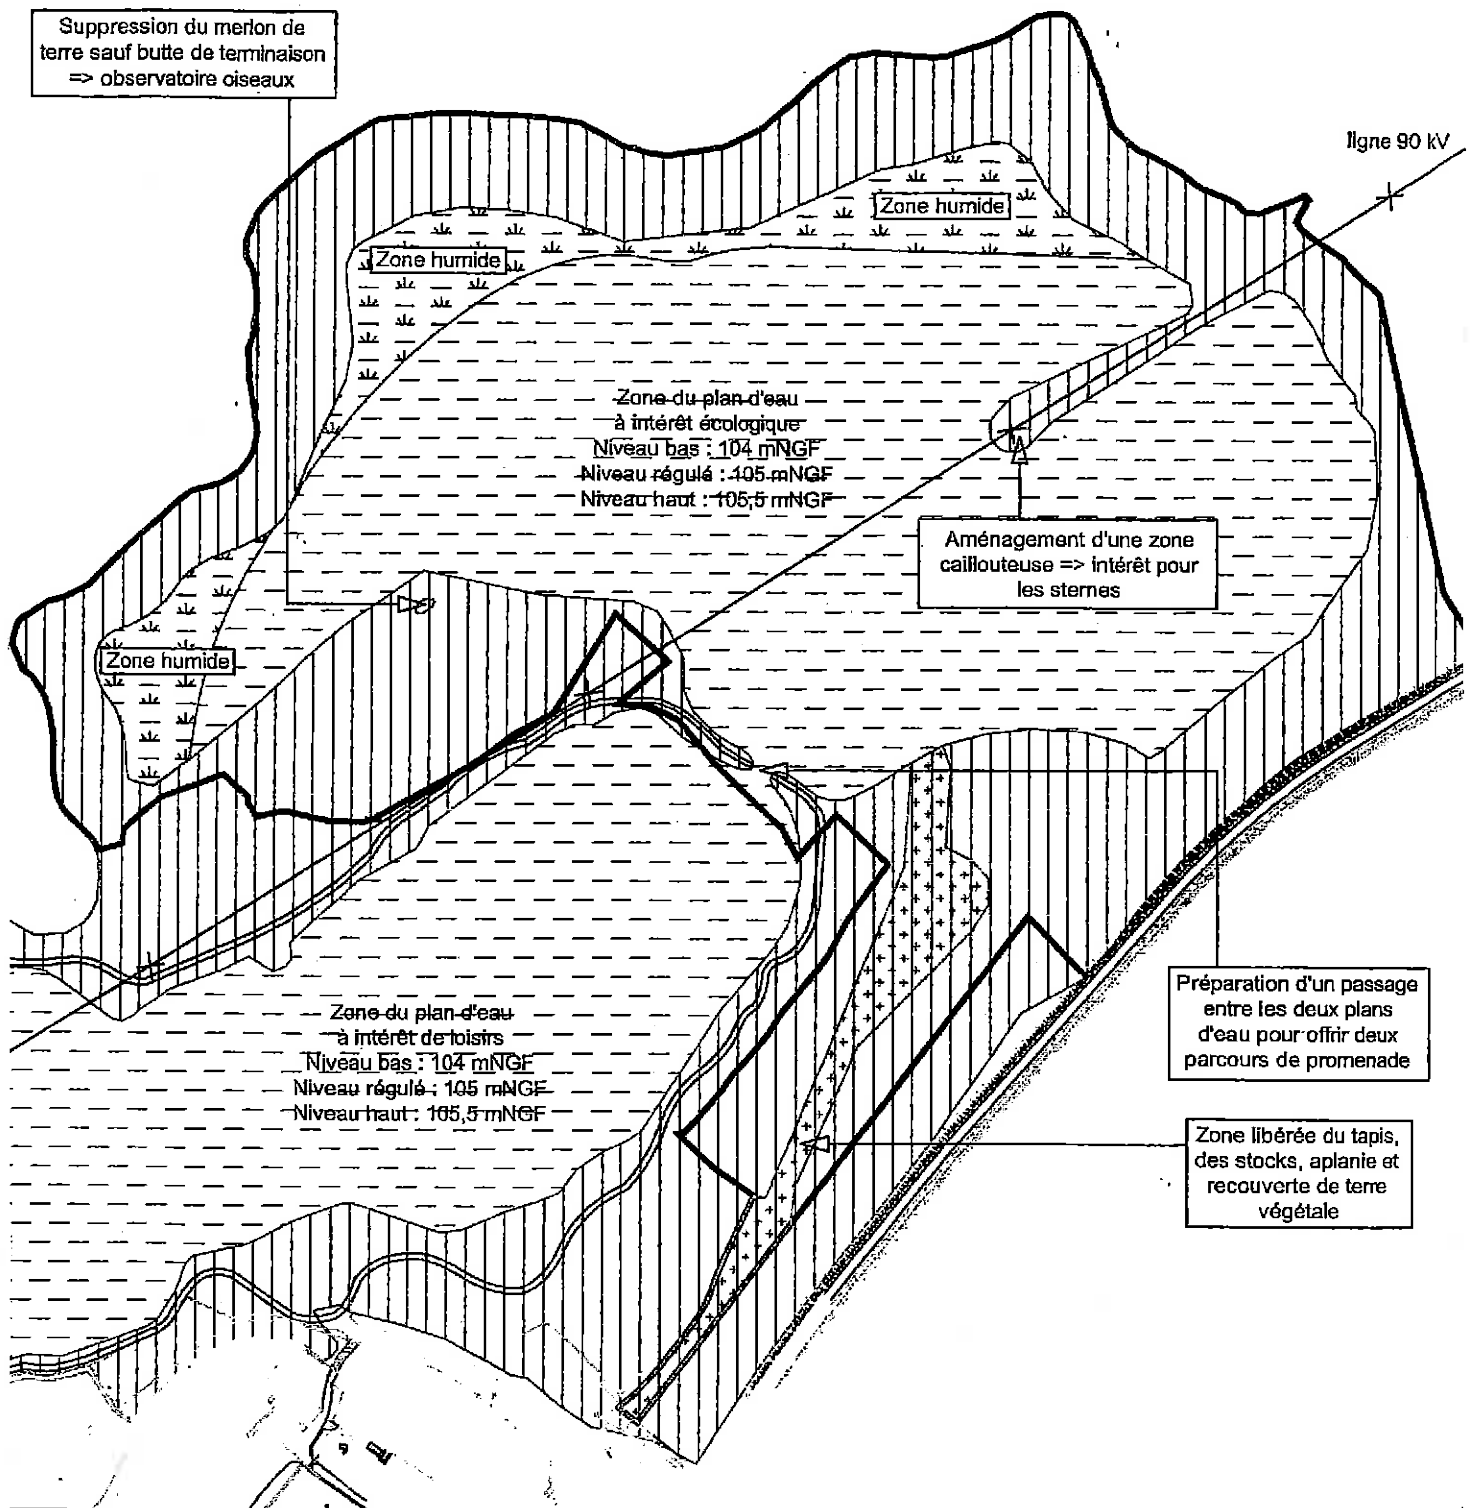 Suppression du merlon de
terre sauf butte de terminaison
=> observatoire oiseaux
ligne 90 kV
Zone humide
Zone humide
Zone du plan d'eau
à intérêt écologique
Niveau bas : 104 mNGF
Niveau régulé : 105 mNGF
Niveau haut : 105,5 mNGF
Aménagement d'une zone
caillouteuse => intérêt pour
les sternes
Zone humide
Préparation d'un passage
entre les deux plans
d'eau pour offrir deux
parcours de promenade
Zone du plan d'eau
à intérêt de loisirs
Niveau bas : 104 mNGF
Niveau régulé : 105 mNGF
Niveau haut : 105,5 mNGF
Zone libérée du tapis,
des stocks, aplanie et
recouverte de terre
végétale